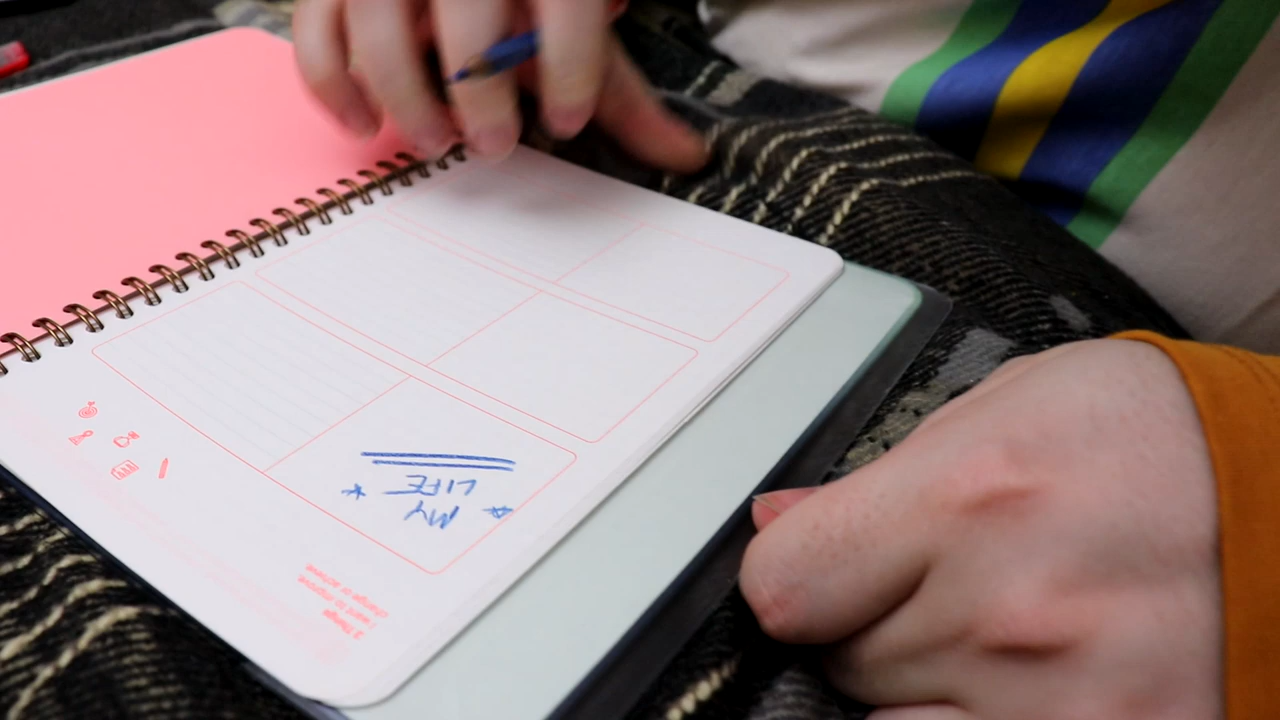 3 Things
I want to improve,
change or achieve.
MY
LIFE